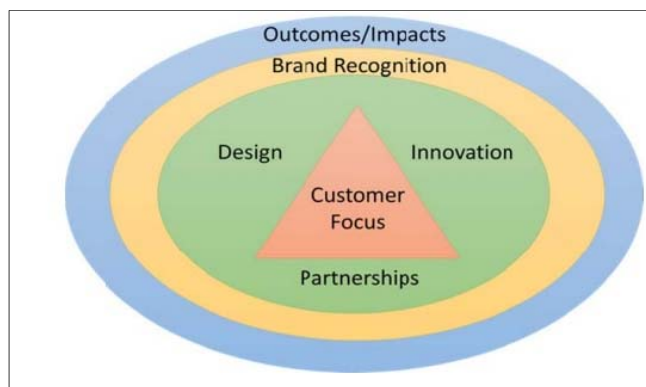 Outcomes/Impacts
Brand Recognition
Design
Innovation
Customer
Focus
Partnerships